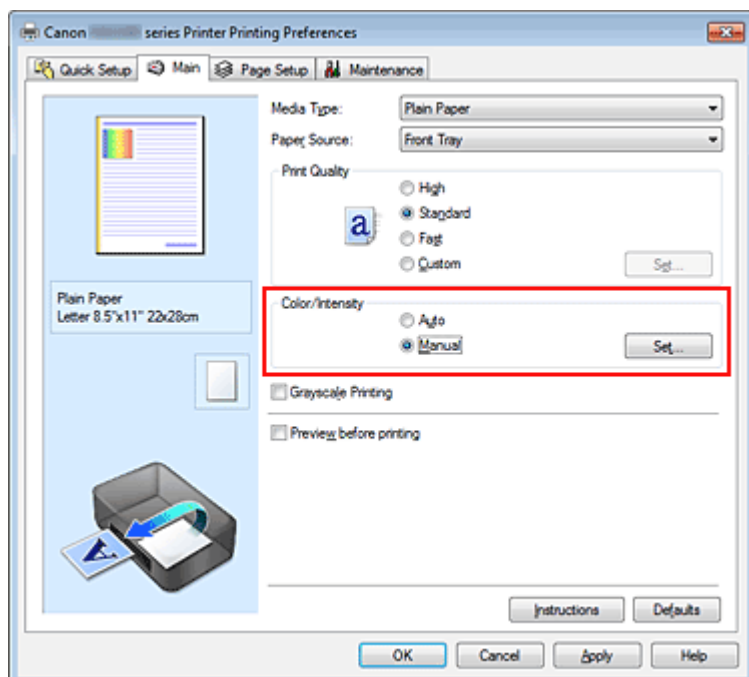 Canon series Printer Printing Preferences
Quick Setup Main Page Setup Maintenance
Media Type: Plain Paper
Paper Source: Front Tray
Print Quality
High
Standard
Fast
Custom Set...
Plain Paper
Letter 8.5"x11" 22x28cm
Color/Intensity
Auto
Manual Set...
Grayscale Printing
Preview before printing
Instructions Defaults
OK Cancel Apply Help